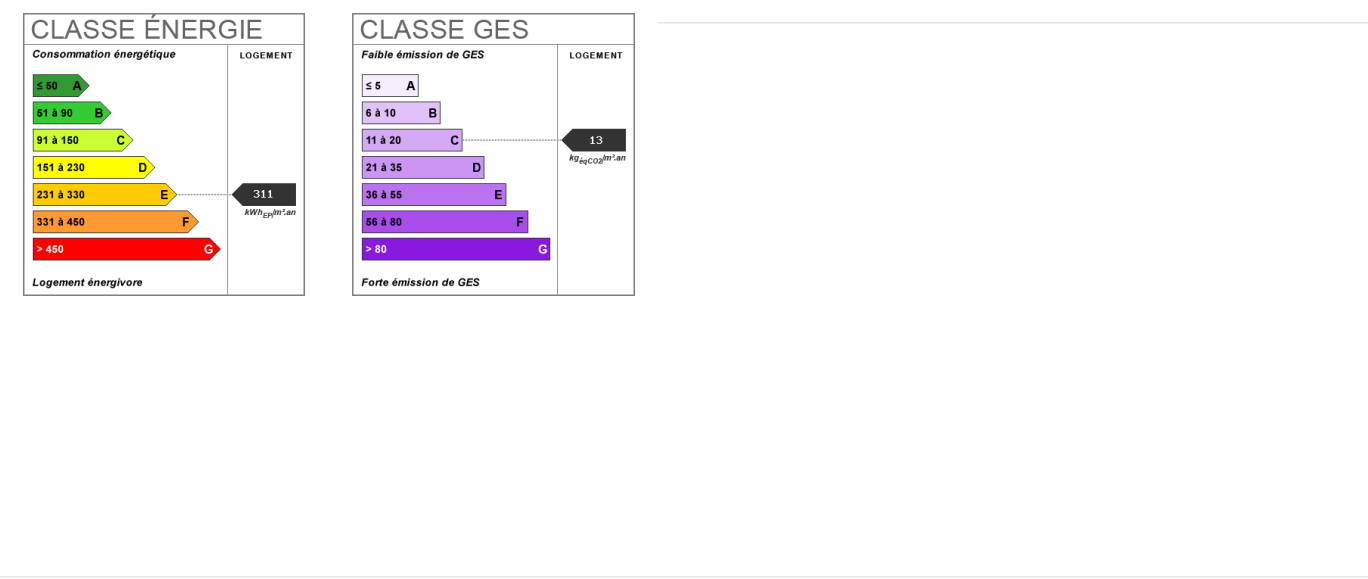 CLASSE ÉNERGIE
Consommation énergétique
LOGEMENT
≤ 50 A
51 à 90 B
91 à 150 C
151 à 230 D
231 à 330 E
311
kWhEP/m².an
331 à 450 F
> 450 G
Logement énergivore
CLASSE GES
Faible émission de GES
LOGEMENT
≤ 5 A
6 à 10 B
11 à 20 C
13
kgéqCO2/m².an
21 à 35 D
36 à 55 E
56 à 80 F
> 80 G
Forte émission de GES